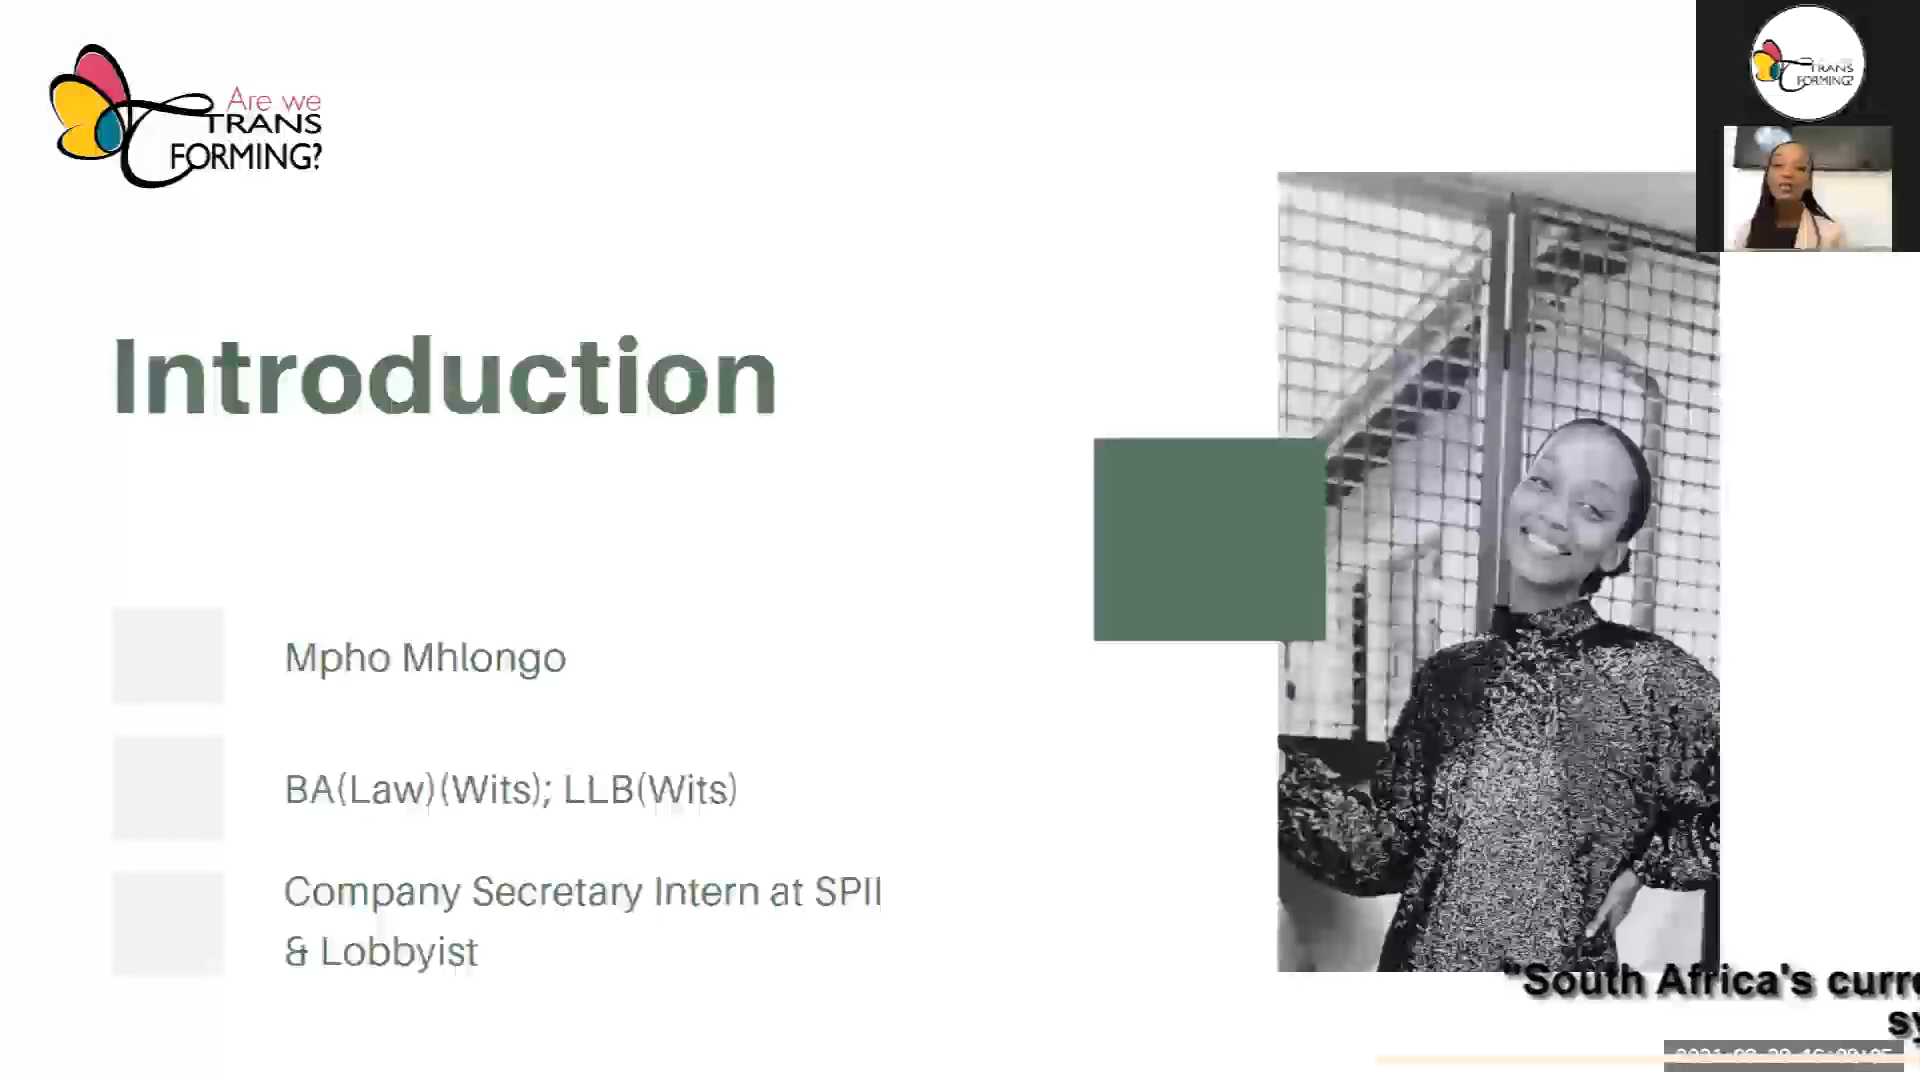 Are we
TRANS
FORMING?
TRANS
FORMING?
Introduction
Mpho Mhlongo
BA(Law)(Wits); LLB(Wits)
Company Secretary Intern at SPII
& Lobbyist
"South Africa's curre
sy